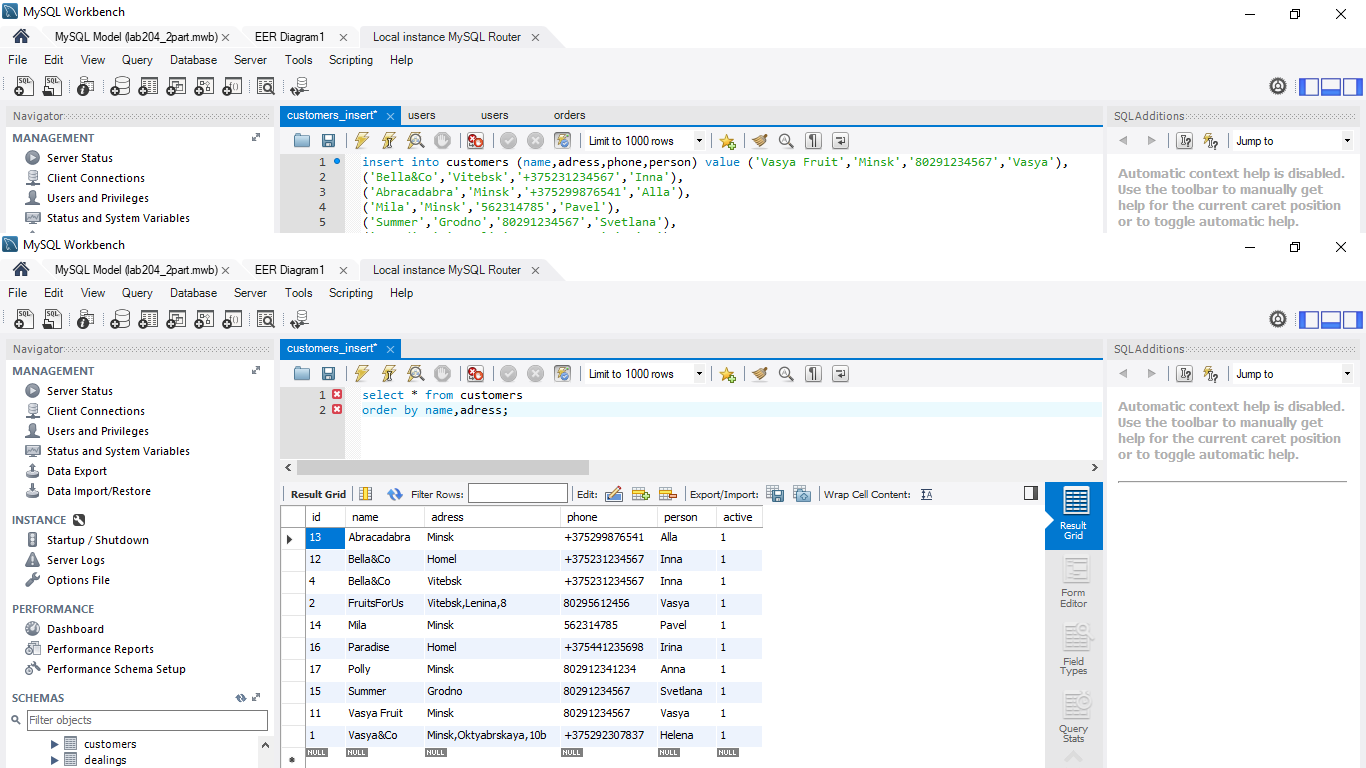 MySQL Workbench
MySQL Model (lab204_2part.mwb) EER Diagram1 Local instance MySQL Router
File Edit View Query Database Server Tools Scripting Help
Navigator
customers_insert* users users orders
SQLAdditions
MANAGEMENT
Server Status
Client Connections
Users and Privileges
Status and System Variables
Limit to 1000 rows
Jump to
1 insert into customers (name,adress,phone,person) value ('Vasya Fruit','Minsk','80291234567','Vasya'),
2 ('Bella&Co','Vitebsk','+375231234567','Inna'),
3 ('Abracadabra','Minsk','+375299876541','Alla'),
4 ('Mila','Minsk','562314785','Pavel'),
5 ('Summer','Grodno','80291234567','Svetlana'),
Automatic context help is disabled.
Use the toolbar to manually get
help for the current caret position
or to toggle automatic help.
MySQL Workbench
MySQL Model (lab204_2part.mwb) EER Diagram1 Local instance MySQL Router
File Edit View Query Database Server Tools Scripting Help
Navigator
customers_insert*
SQLAdditions
MANAGEMENT
Server Status
Client Connections
Users and Privileges
Status and System Variables
Data Export
Data Import/Restore
INSTANCE
Startup / Shutdown
Server Logs
Options File
PERFORMANCE
Dashboard
Performance Reports
Performance Schema Setup
SCHEMAS
Filter objects
customers
dealings
Limit to 1000 rows
Jump to
1 select * from customers
2 order by name,adress;
Automatic context help is disabled.
Use the toolbar to manually get
help for the current caret position
or to toggle automatic help.
Result Grid Filter Rows: Edit: Export/Import: Wrap Cell Content:
id name adress phone person active
13 Abracadabra Minsk +375299876541 Alla 1
12 Bella&Co Homel +375231234567 Inna 1
4 Bella&Co Vitebsk +375231234567 Inna 1
2 FruitsForUs Vitebsk,Lenina,8 80295612456 Vasya 1
14 Mila Minsk 562314785 Pavel 1
16 Paradise Homel +375441235698 Irina 1
17 Polly Minsk 802912341234 Anna 1
15 Summer Grodno 80291234567 Svetlana 1
11 Vasya Fruit Minsk 80291234567 Vasya 1
1 Vasya&Co Minsk,Oktyabrskaya,10b +375292307837 Helena 1
NULL NULL NULL NULL NULL NULL
Result
Grid
Form
Editor
Field
Types
Query
Stats